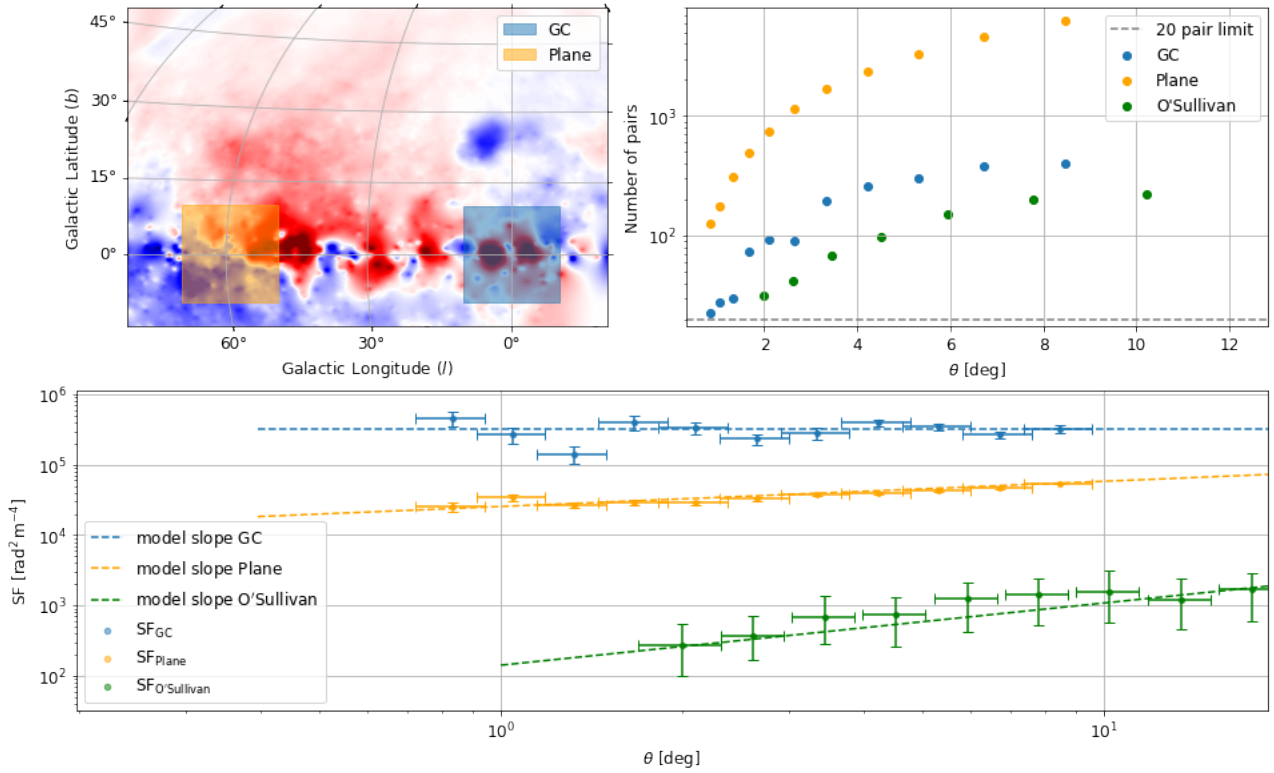 45°
30°
15°
0°
Galactic Latitude (b)
60°
30°
0°
Galactic Longitude (l)
GC
Plane
10³
10²
Number of pairs
2
4
6
8
10
12
θ [deg]
20 pair limit
GC
Plane
O'Sullivan
10⁶
10⁵
10⁴
10³
10²
SF [rad² m⁻⁴]
model slope GC
model slope Plane
model slope O'Sullivan
SF_GC
SF_Plane
SF_O'Sullivan
10⁰
10¹
θ [deg]